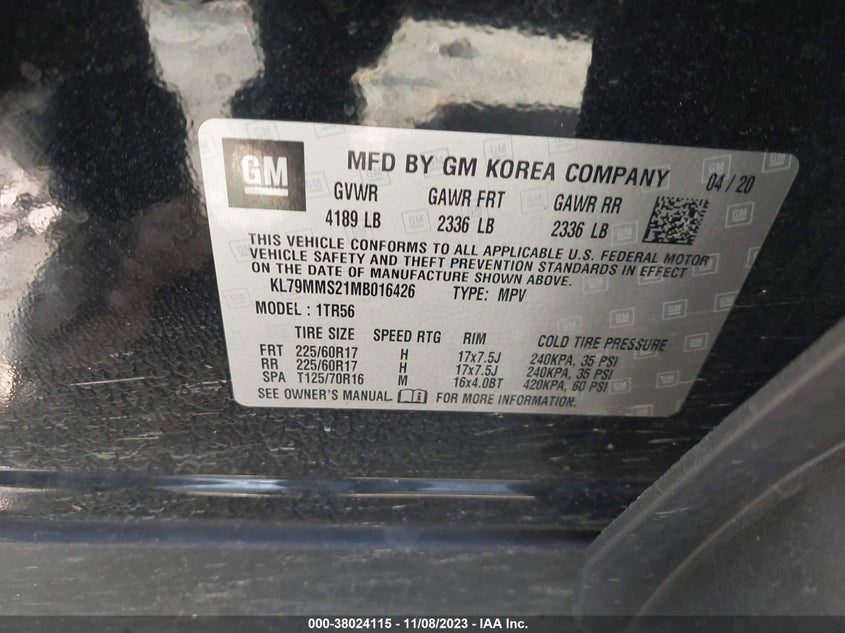 GM MFD BY GM KOREA COMPANY 04 / 20
GVWR GAWR FRT GAWR RR
4189 LB 2336 LB 2336 LB
THIS VEHICLE CONFORMS TO ALL APPLICABLE U.S. FEDERAL MOTOR
VEHICLE SAFETY AND THEFT PREVENTION STANDARDS IN EFFECT
ON THE DATE OF MANUFACTURE SHOWN ABOVE.
KL79MMS21MB016426 TYPE: MPV
MODEL : 1TR56
TIRE SIZE SPEED RTG RIM COLD TIRE PRESSURE
FRT 225/60R17 H 17x7.5J 240KPA, 35 PSI
RR 225/60R17 H 17x7.5J 240KPA, 35 PSI
SPA T125/70R16 M 16x4.0BT 420KPA, 60 PSI
SEE OWNER'S MANUAL. FOR MORE INFORMATION.
000-38024115 - 11/08/2023 - IAA Inc.